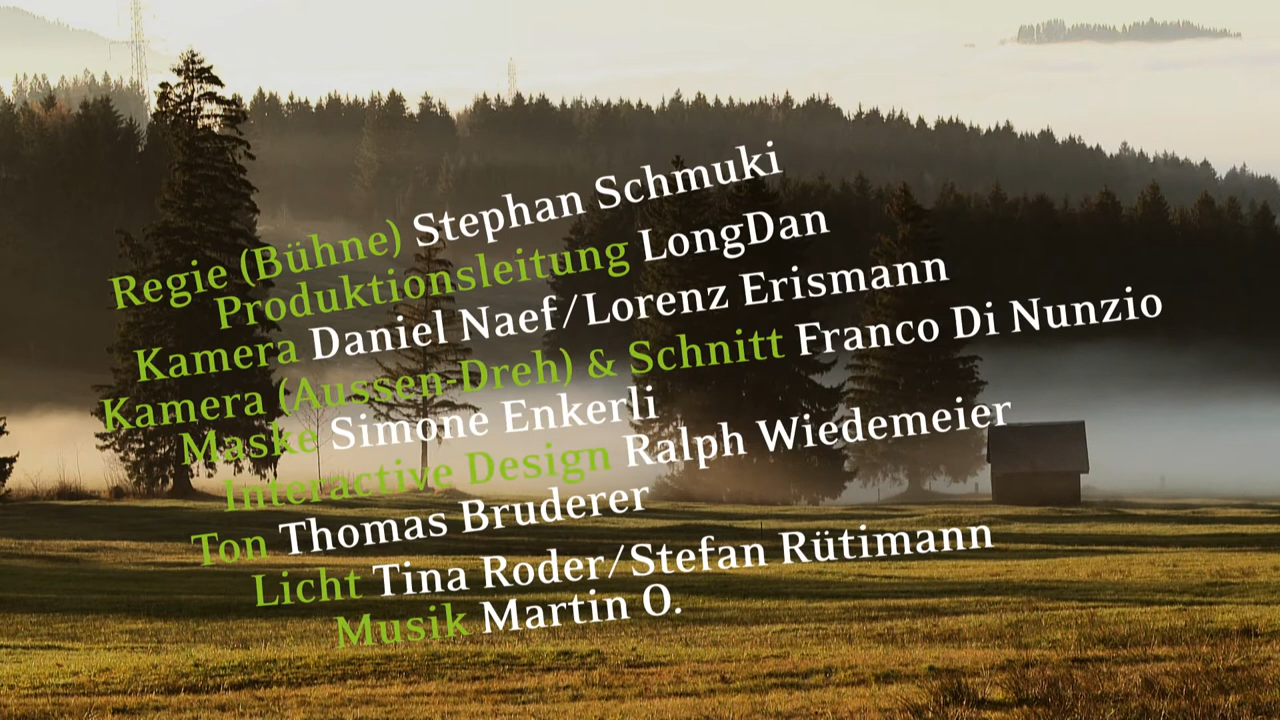 Regie (Bühne) Stephan Schmuki
Produktionsleitung LongDan
Kamera Daniel Naef/Lorenz Erismann
Kamera (Aussen-Dreh) & Schnitt Franco Di Nunzio
Maske Simone Enkerli
Interactive Design Ralph Wiedemeier
Ton Thomas Bruderer
Licht Tina Roder/Stefan Rütimann
Musik Martin O.